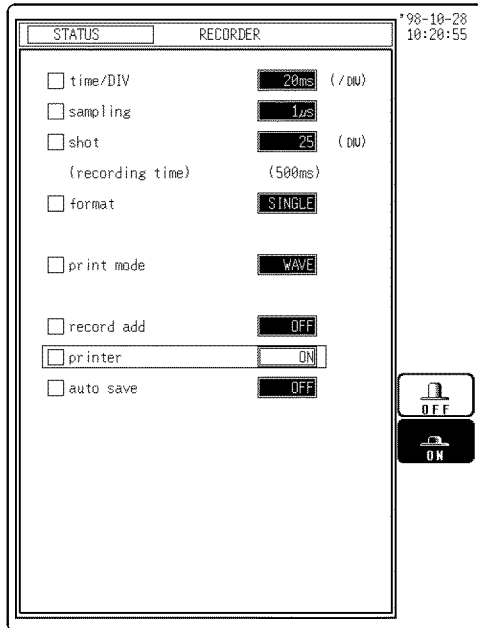 '98-10-28
10:20:55
STATUS RECORDER
time/DIV 20ms (/DIV)
sampling 1µs
shot 25 (DIV)
(recording time) (500ms)
format SINGLE
print mode WAVE
record add OFF
printer ON
auto save OFF
OFF
ON